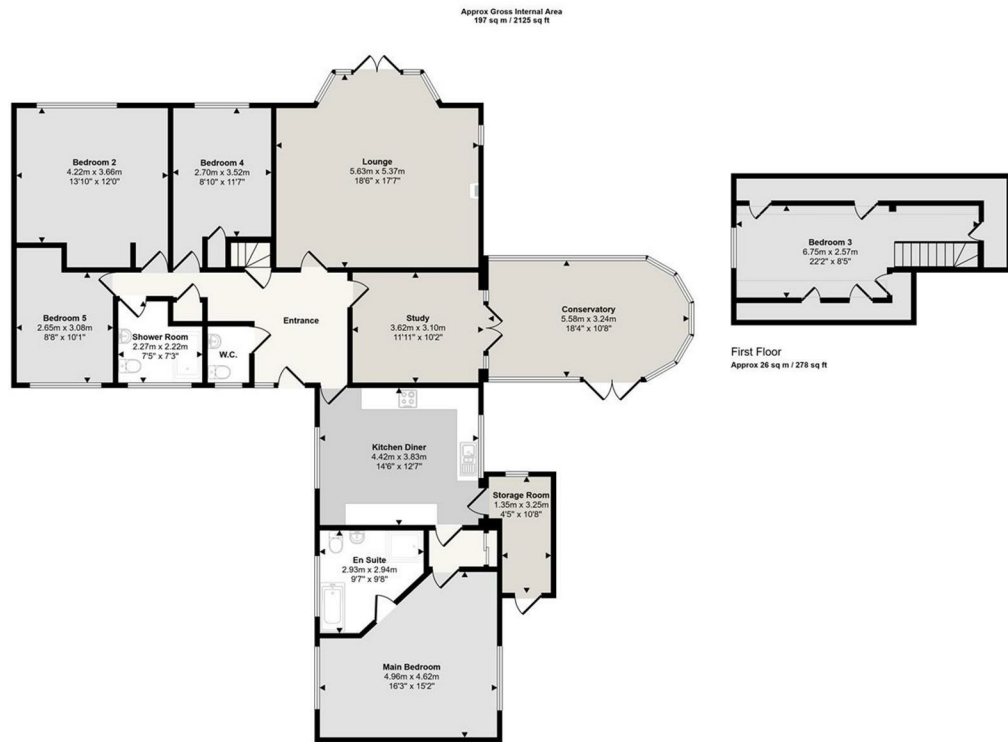 Approx Gross Internal Area
197 sq m / 2125 sq ft
Bedroom 2
4.22m x 3.66m
13'10" x 12'0"
Bedroom 4
2.70m x 3.52m
8'10" x 11'7"
Lounge
5.63m x 5.37m
18'6" x 17'7"
Bedroom 3
6.75m x 2.57m
22'2" x 8'5"
Bedroom 5
2.65m x 3.08m
8'8" x 10'1"
Shower Room
2.27m x 2.22m
7'5" x 7'3"
W.C.
Entrance
Study
3.62m x 3.10m
11'11" x 10'2"
Conservatory
5.58m x 3.24m
18'4" x 10'8"
First Floor
Approx 26 sq m / 278 sq ft
Kitchen Diner
4.42m x 3.83m
14'6" x 12'7"
Storage Room
1.35m x 3.25m
4'5" x 10'8"
En Suite
2.93m x 2.94m
9'7" x 9'8"
Main Bedroom
4.96m x 4.62m
16'3" x 15'2"